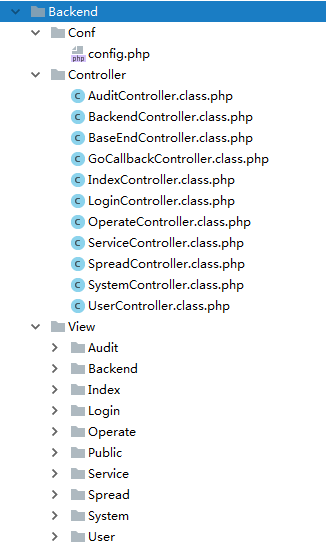 Backend
Conf
php config.php
Controller
C AuditController.class.php
C BackendController.class.php
C BaseEndController.class.php
C GoCallbackController.class.php
C IndexController.class.php
C LoginController.class.php
C OperateController.class.php
C ServiceController.class.php
C SpreadController.class.php
C SystemController.class.php
C UserController.class.php
View
Audit
Backend
Index
Login
Operate
Public
Service
Spread
System
User